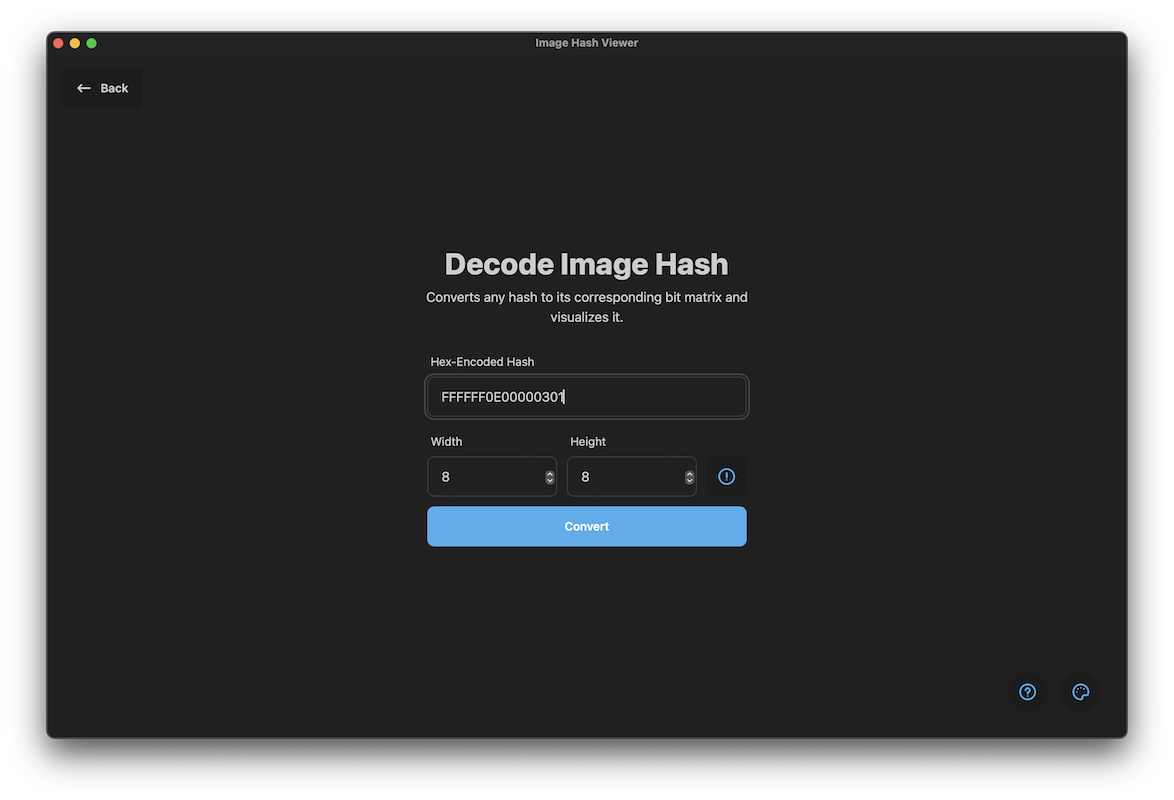 Image Hash Viewer
Back
Decode Image Hash
Converts any hash to its corresponding bit matrix and
visualizes it.
Hex-Encoded Hash
FFFFFF0E00000301
Width
Height
8
8
Convert